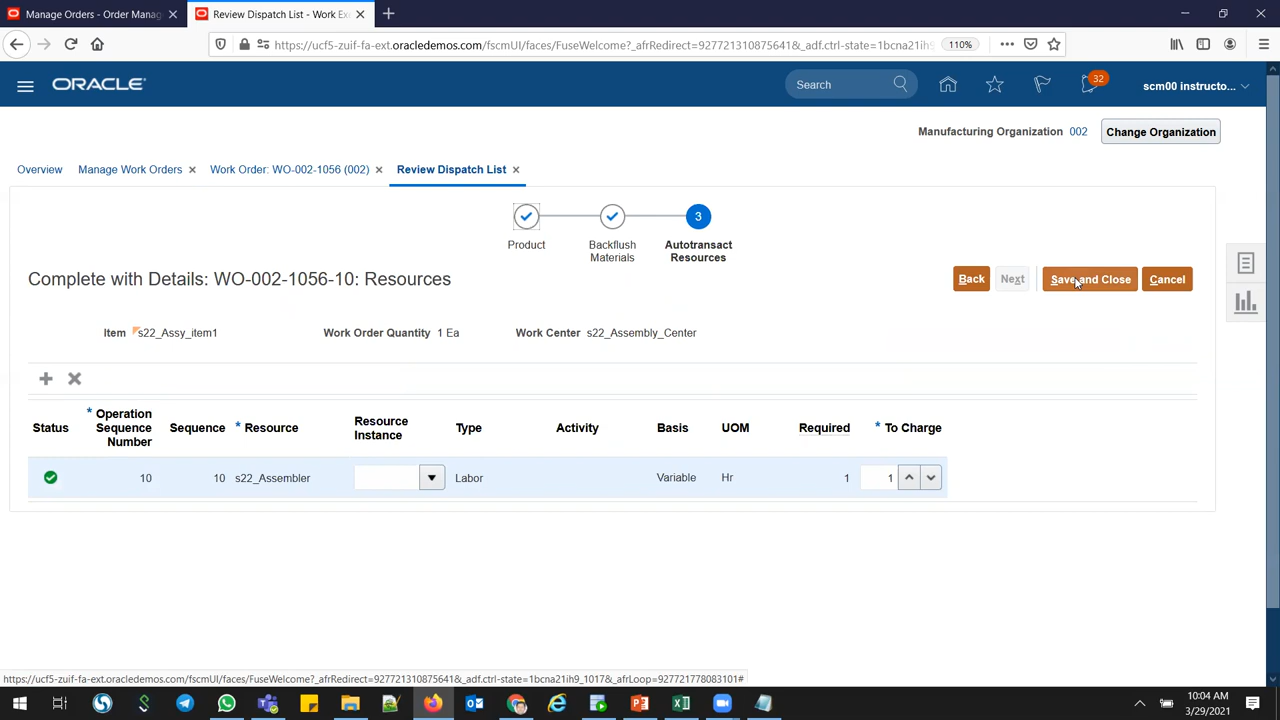 Manage Orders - Order Manag
Review Dispatch List - Work Ex
https://ucf5-zuif-fa-ext.oracledemos.com/fscmUI/faces/FuseWelcome?_afrRedirect=927721310875641&_adf.ctrl-state=1bcna21ih9
110%
ORACLE
Search
32
scm00 instructo...
Manufacturing Organization 002 Change Organization
Overview Manage Work Orders Work Order: WO-002-1056 (002) Review Dispatch List
3
Product Backflush Materials Autotransact Resources
Complete with Details: WO-002-1056-10: Resources
Back Next Save and Close Cancel
Item s22_Assy_item1 Work Order Quantity 1 Ea Work Center s22_Assembly_Center
Status * Operation Sequence Number Sequence * Resource Resource Instance Type Activity Basis UOM Required * To Charge
10 10 s22_Assembler Labor Variable Hr 1 1
https://ucf5-zuif-fa-ext.oracledemos.com/fscmUI/faces/FuseWelcome?_afrRedirect=927721310875641&_adf.ctrl-state=1bcna21ih9_1017&_afrLoop=927721778083101#
10:04 AM
3/29/2021